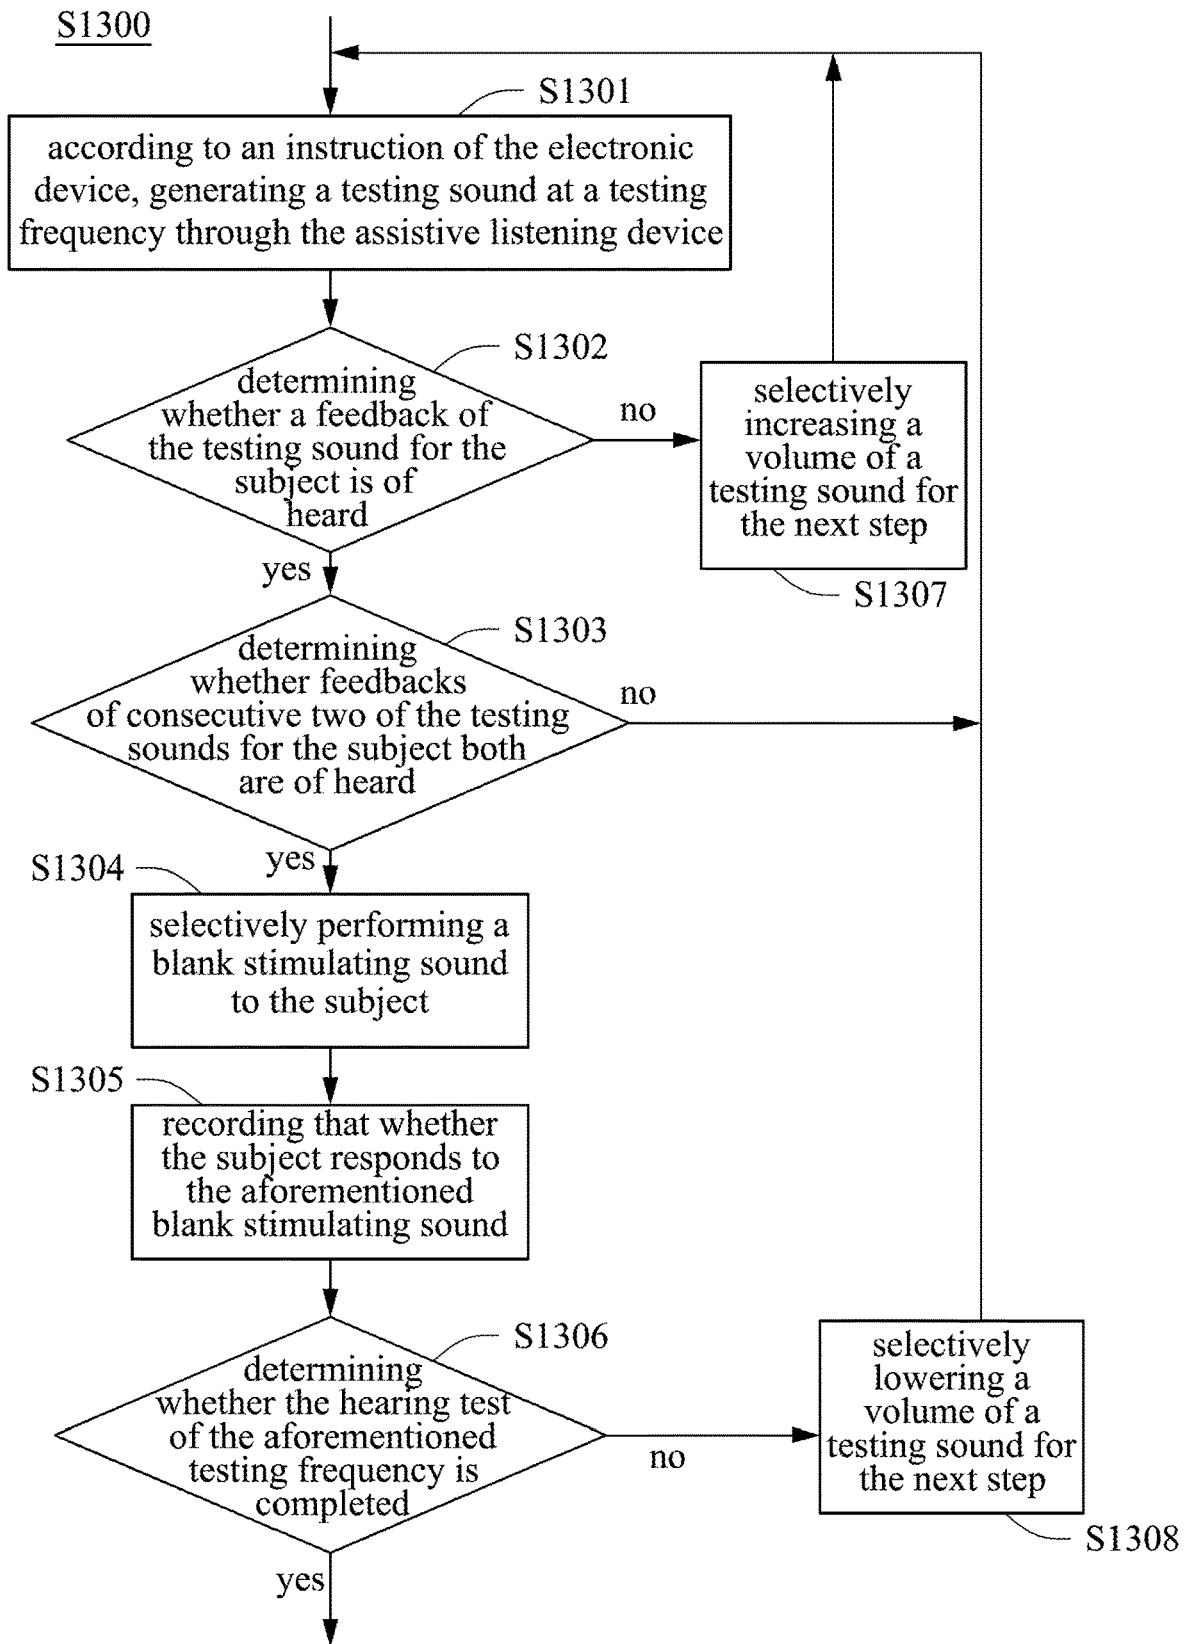 S1300
S1301
according to an instruction of the electronic
device, generating a testing sound at a testing
frequency through the assistive listening device
S1302
determining
whether a feedback of
the testing sound for the
subject is of
heard
no
selectively
increasing a
volume of a
testing sound for
the next step
S1307
yes
S1303
determining
whether feedbacks
of consecutive two of the testing
sounds for the subject both
are of heard
no
yes
S1304
selectively performing a
blank stimulating sound
to the subject
S1305
recording that whether
the subject responds to
the aforementioned
blank stimulating sound
S1306
determining
whether the hearing test
of the aforementioned
testing frequency is
completed
no
selectively
lowering a
volume of a
testing sound for
the next step
S1308
yes